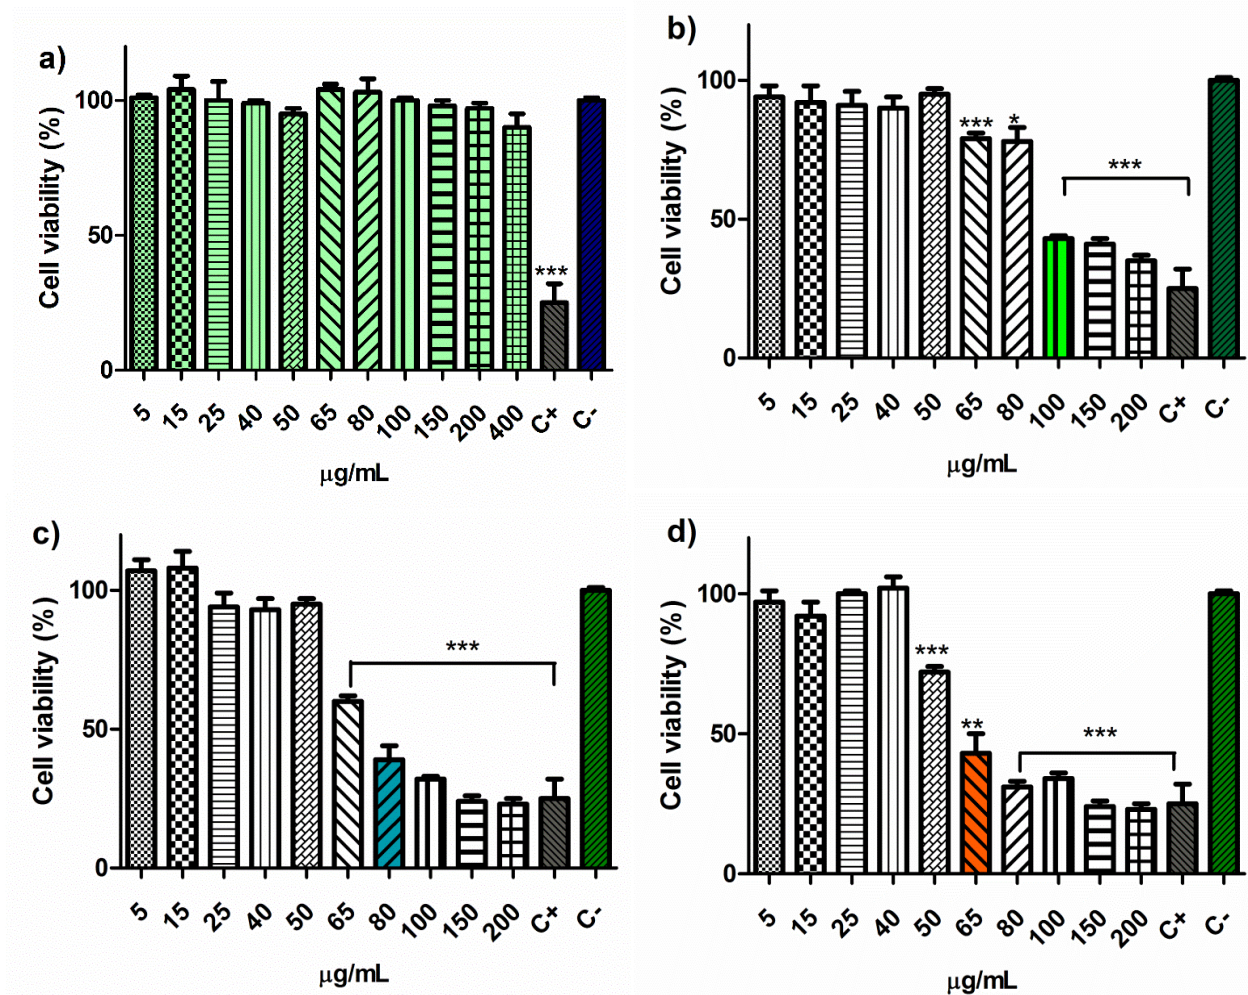 a)
Cell viability (%)
100
50
0
***
5 15 25 40 50 65 80 100 150 200 400 C+ C-
µg/mL
b)
Cell viability (%)
100
50
0
*** *
***
5 15 25 40 50 65 80 100 150 200 C+ C-
µg/mL
c)
Cell viability (%)
100
50
0
***
5 15 25 40 50 65 80 100 150 200 C+ C-
µg/mL
d)
Cell viability (%)
100
50
0
***
**
***
5 15 25 40 50 65 80 100 150 200 C+ C-
µg/mL